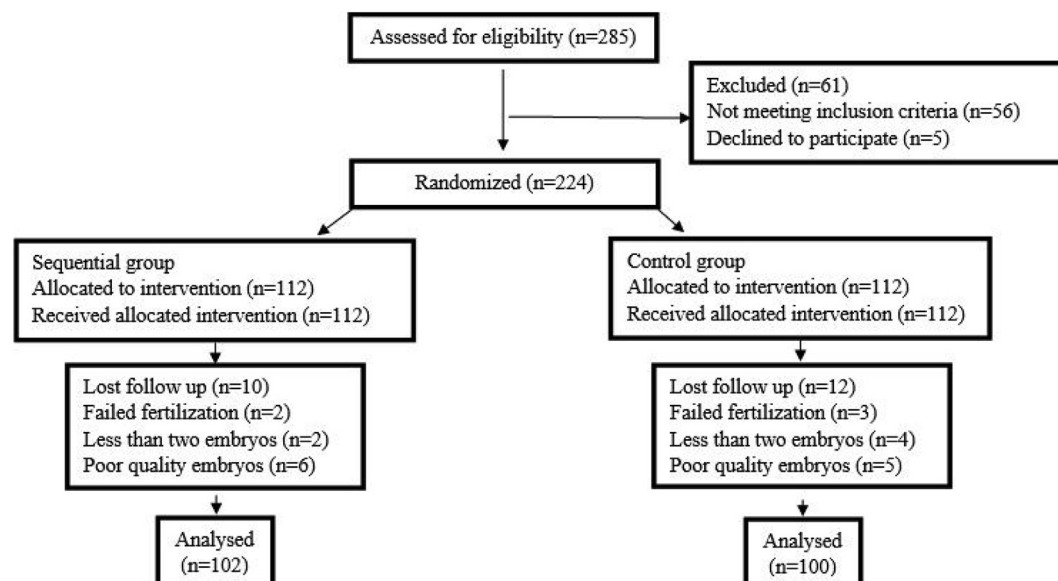 Assessed for eligibility (n=285)
Excluded (n=61)
Not meeting inclusion criteria (n=56)
Declined to participate (n=5)
Randomized (n=224)
Sequential group
Allocated to intervention (n=112)
Received allocated intervention (n=112)
Control group
Allocated to intervention (n=112)
Received allocated intervention (n=112)
Lost follow up (n=10)
Failed fertilization (n=2)
Less than two embryos (n=2)
Poor quality embryos (n=6)
Lost follow up (n=12)
Failed fertilization (n=3)
Less than two embryos (n=4)
Poor quality embryos (n=5)
Analysed
(n=102)
Analysed
(n=100)